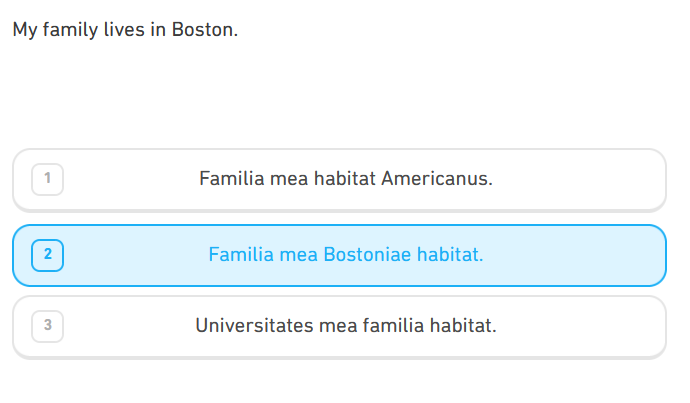 My family lives in Boston.
1 Familia mea habitat Americanus.
2 Familia mea Bostoniae habitat.
3 Universitates mea familia habitat.